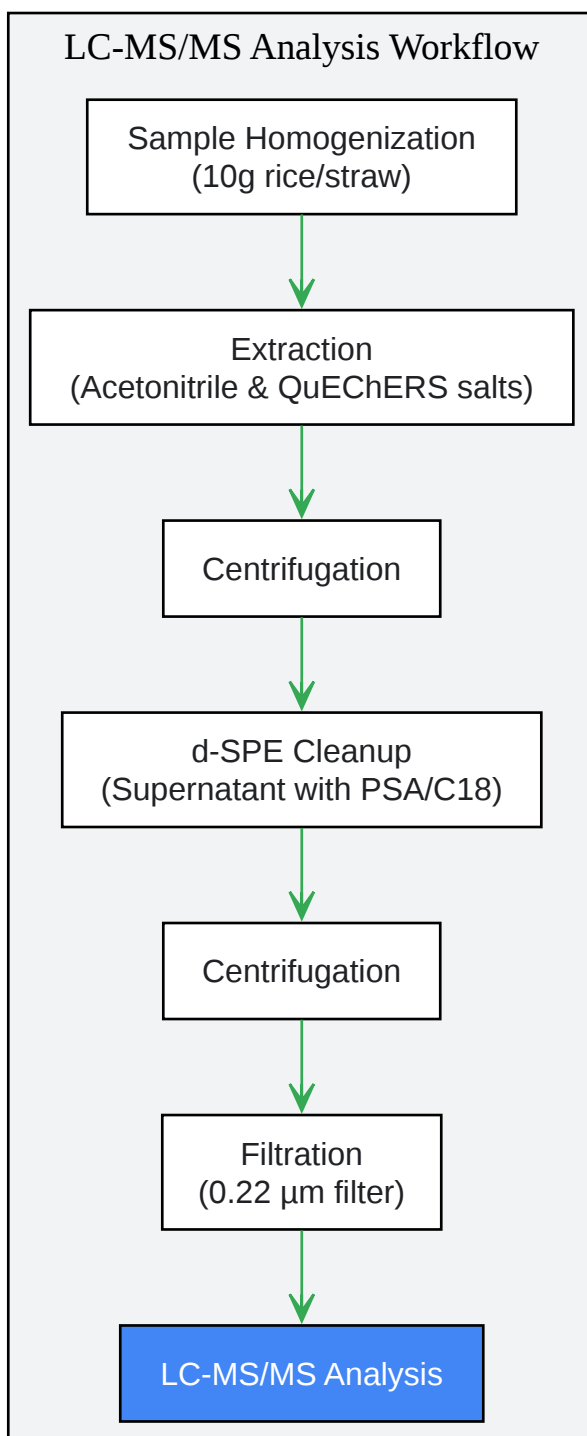 LC-MS/MS Analysis Workflow
Sample Homogenization
(10g rice/straw)
Extraction
(Acetonitrile & QuEChERS salts)
Centrifugation
d-SPE Cleanup
(Supernatant with PSA/C18)
Centrifugation
Filtration
(0.22 µm filter)
LC-MS/MS Analysis